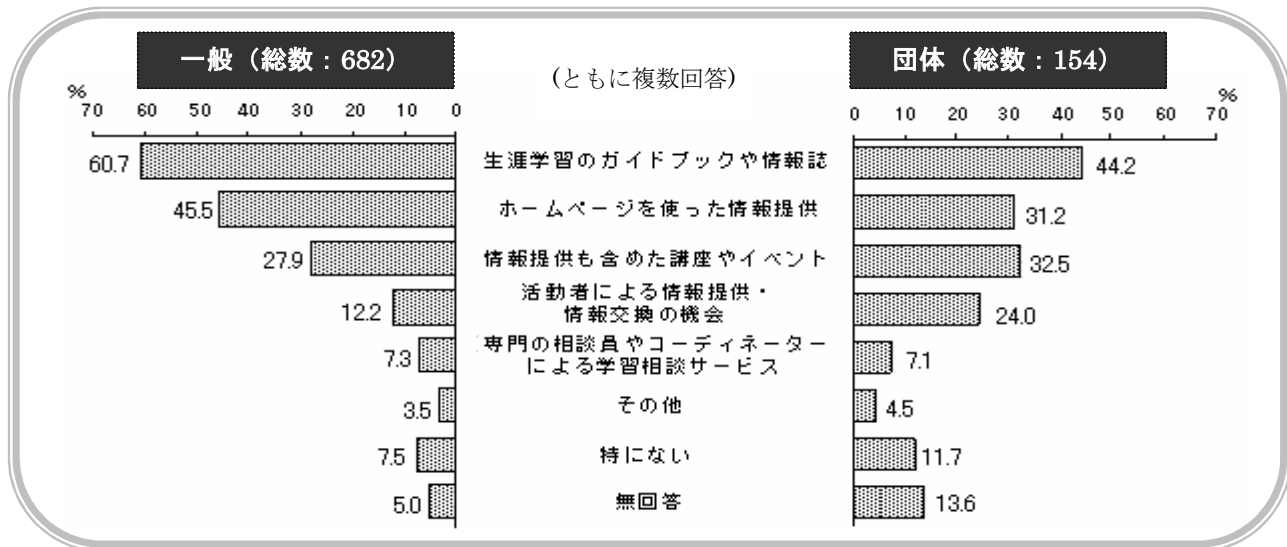 一般（総数：682）
(ともに複数回答)
団体（総数：154）
%
70 60 50 40 30 20 10 0
0 10 20 30 40 50 60 70
%
60.7 生涯学習のガイドブックや情報誌 44.2
45.5 ホームページを使った情報提供 31.2
27.9 情報提供も含めた講座やイベント 32.5
活動者による情報提供・
12.2 情報交換の機会 24.0
専門の相談員やコーディネーター
7.3 による学習相談サービス 7.1
3.5 その他 4.5
7.5 特にない 11.7
5.0 無回答 13.6